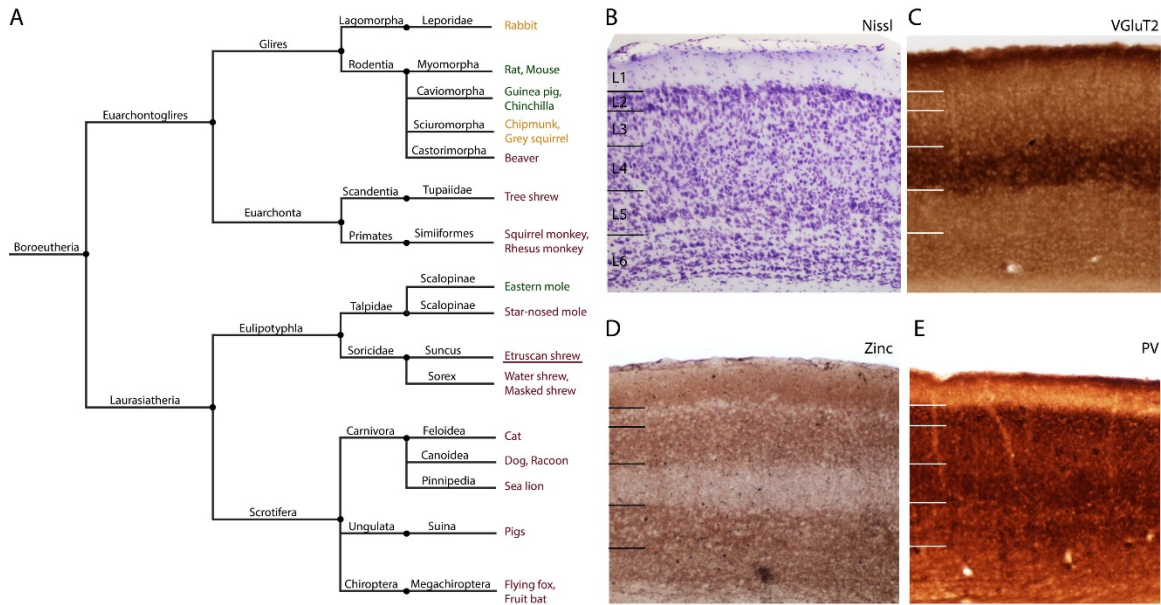 A
Lagomorpha Leporidae Rabbit
Glires
Rodentia Myomorpha Rat, Mouse
Caviomorpha Guinea pig,
Chinchilla
Euarchontoglires
Sciuromorpha Chipmunk,
Grey squirrel
Castorimorpha Beaver
Scandentia Tupaiidae Tree shrew
Euarchonta
Primates Simiiformes Squirrel monkey,
Rhesus monkey
Boroeutheria
Scalopinae Eastern mole
Talpidae Scalopinae Star-nosed mole
Eulipotyphla
Soricidae Suncus Etruscan shrew
Sorex Water shrew,
Masked shrew
Laurasiatheria
Carnivora Feloidea Cat
Canoidea Dog, Racoon
Pinnipedia Sea lion
Scrotifera
Ungulata Suina Pigs
Chiroptera Megachiroptera Flying fox,
Fruit bat
B Nissl
L1
L2
L3
L4
L5
L6
C VGluT2
D Zinc
E PV